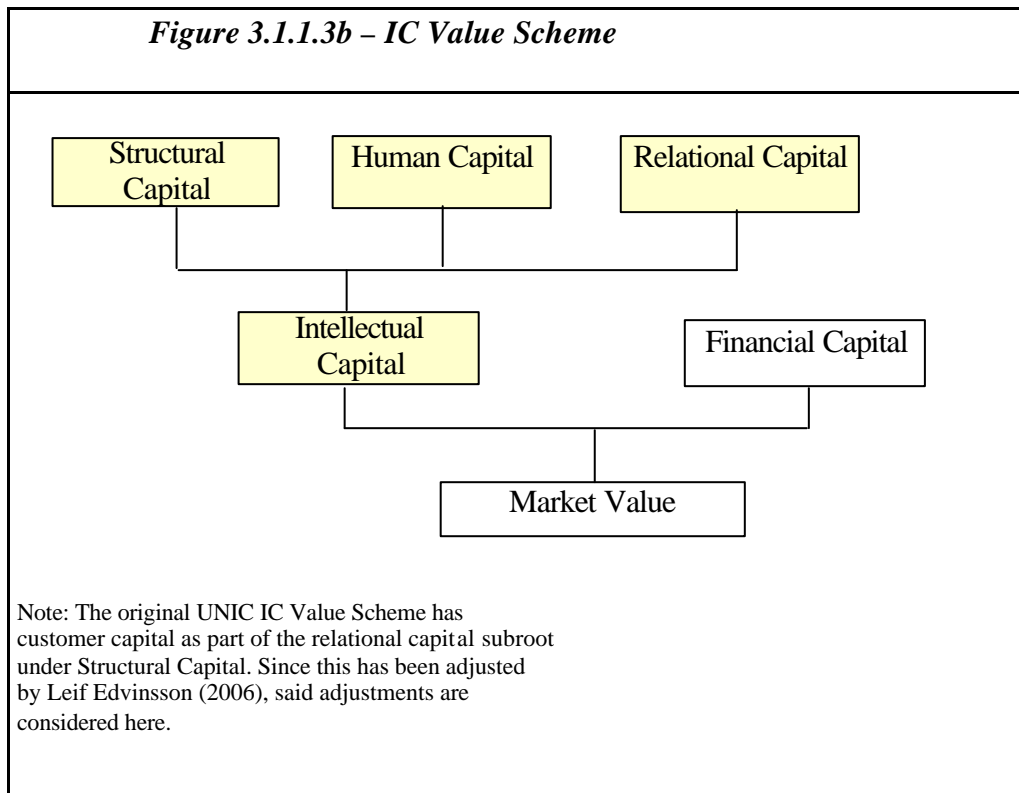 Figure 3.1.1.3b – IC Value Scheme
Structural
Capital
Human Capital
Relational Capital
Intellectual
Capital
Financial Capital
Market Value
Note: The original UNIC IC Value Scheme has
customer capital as part of the relational capital subroot
under Structural Capital. Since this has been adjusted
by Leif Edvinsson (2006), said adjustments are
considered here.